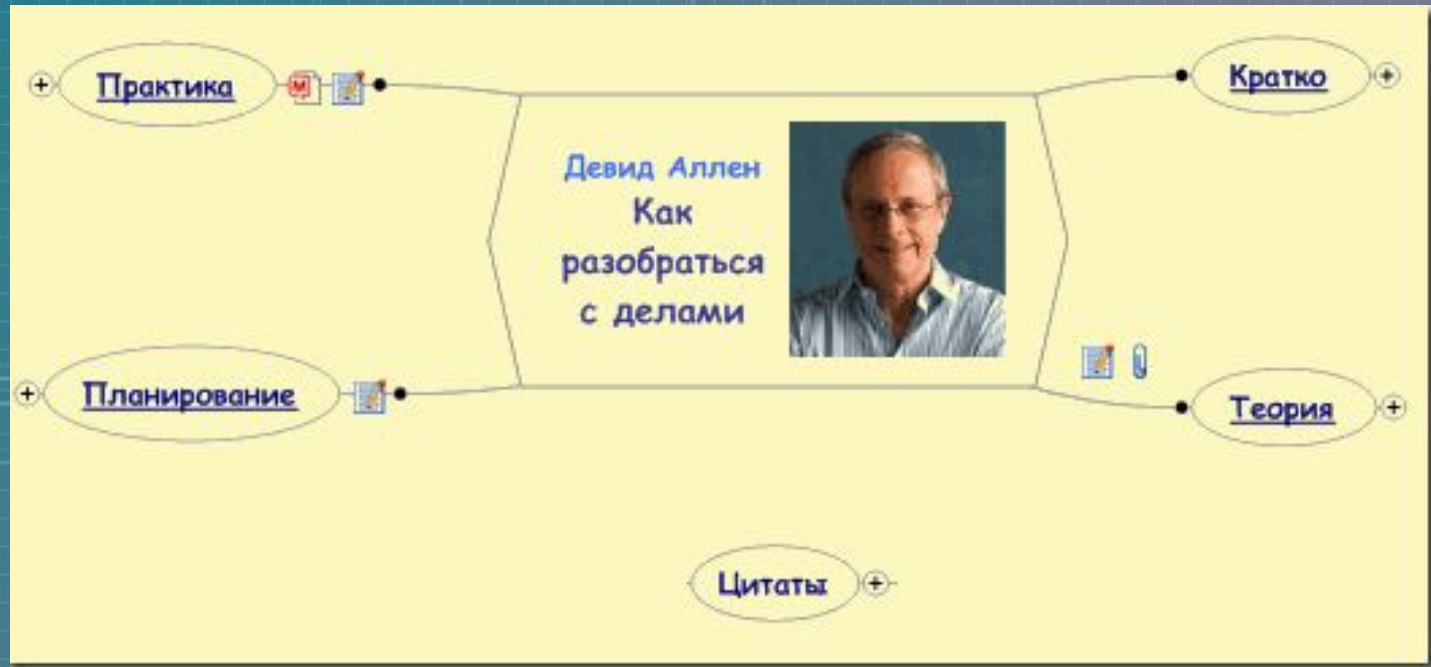 Практика
Кратко
Девид Аллен
Как
разобраться
с делами
Планирование
Теория
Цитаты